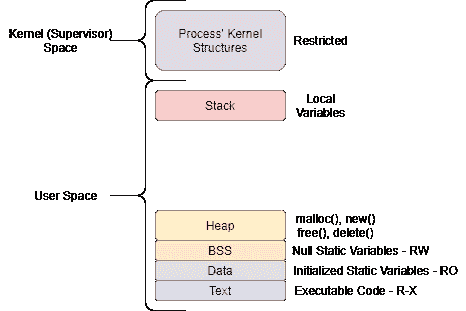 Kernel (Supervisor)
Space
Process' Kernel
Structures
Restricted
Stack
Local
Variables
User Space
Heap
malloc(), new()
free(), delete()
BSS
Null Static Variables - RW
Data
Initialized Static Variables - RO
Text
Executable Code - R-X